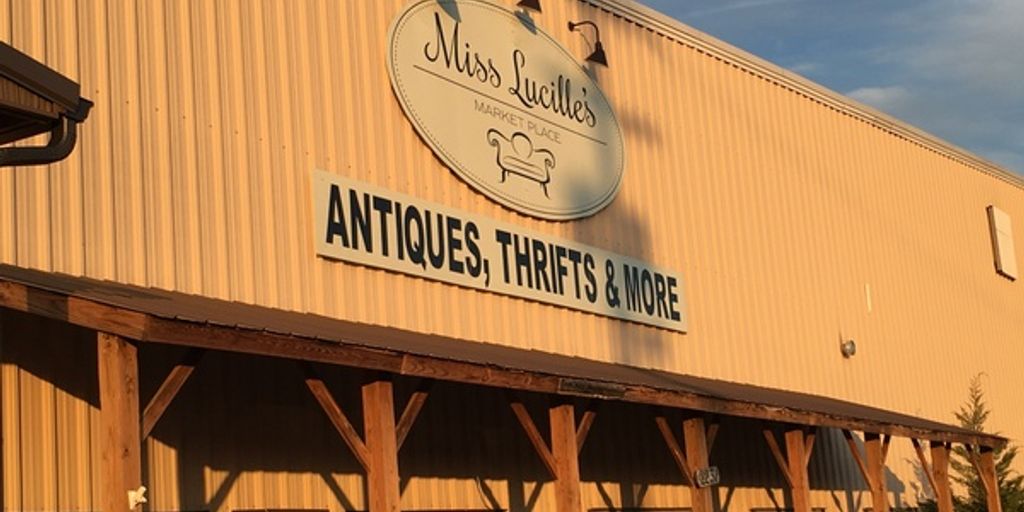 Miss Lucille's
MARKET PLACE
ANTIQUES, THRIFTS & MORE